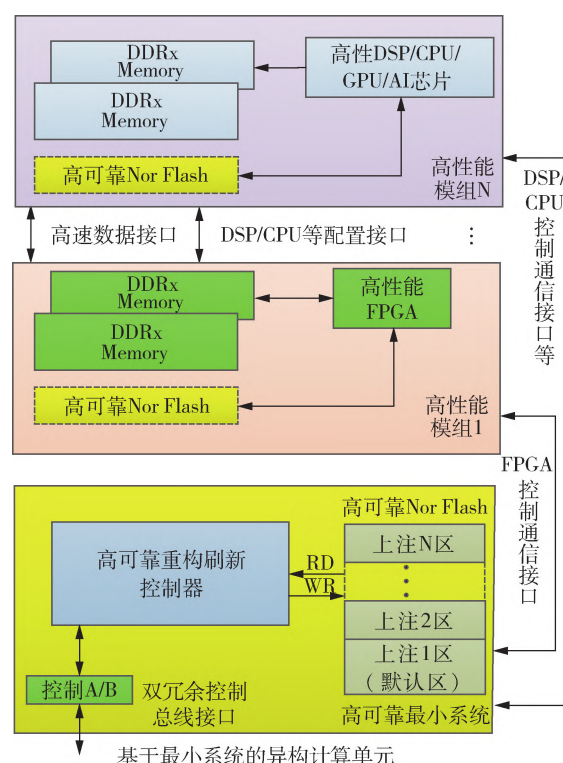 DDRx
Memory
DDRx
Memory
高性DSP/CPU/
GPU/AI芯片
高可靠Nor Flash
高性能
模组N
高速数据接口
DSP/CPU等配置接口
⋮
DSP/
CPU
控制通信接口等
DDRx
Memory
DDRx
Memory
高性能
FPGA
高可靠Nor Flash
高性能
模组1
FPGA
控制通信接口
高可靠Nor Flash
高可靠重构刷新
控制器
RD
WR
上注N区
⋮
上注2区
上注1区
(默认区)
控制A/B
双冗余控制
总线接口
高可靠最小系统
基于最小系统的异构计算单元